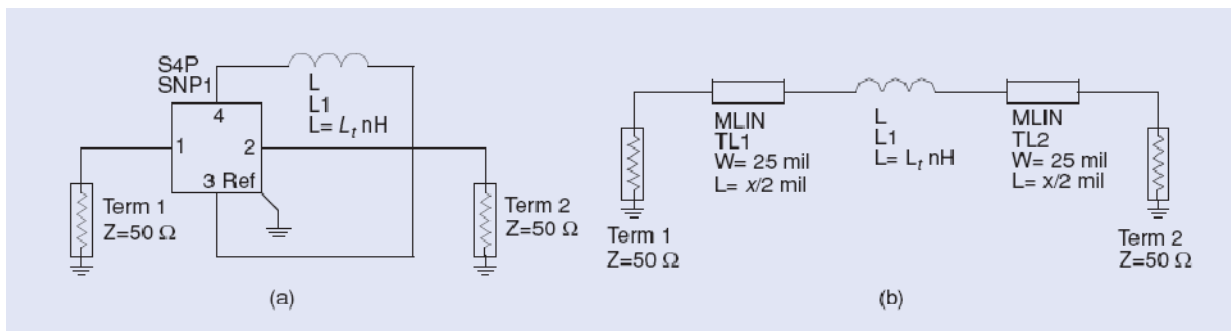 S4P
SNP1
4
1
2
3 Ref
L
L1
L= Lt nH
Term 1
Z=50 Ω
Term 2
Z=50 Ω
(a)
MLIN
TL1
W= 25 mil
L= x/2 mil
L
L1
L= Lt nH
MLIN
TL2
W= 25 mil
L= x/2 mil
Term 1
Z=50 Ω
Term 2
Z=50 Ω
(b)